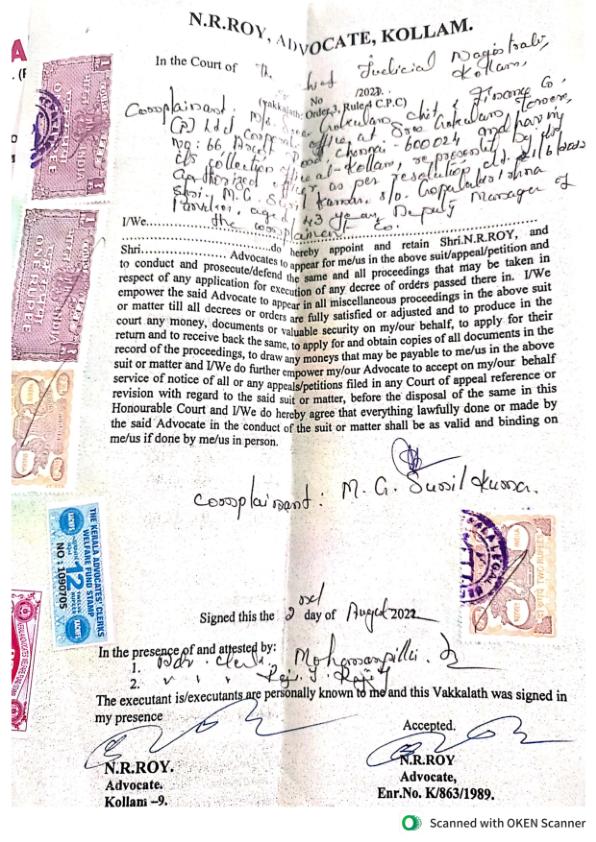 N.R.ROY, ADVOCATE, KOLLAM.
In the Court of Judicial Magistrate,
Kollam,
No /202
(Vakkalath: Order 3, Rule 4 C.P.C)
Complainant: M/s. Gokulam chit & Finance Co.
(P) Ltd Corporate office at Sree Gokulam Towers,
No: 66, Road, Chennai-600024 and having
its collection office at Kollam, represented by its
authorized officer as per resolution dtd.
Shri. M.G. Sunil Kumar, S/o. Gopalakrishna
aged 43 years, Deputy Manager of
the complainant Co.
I/We
Shri.................do hereby appoint and retain Shri.N.R.ROY, and
Advocates to appear for me/us in the above suit/appeal/petition and
to conduct and prosecute/defend the same and all proceedings that may be taken in
respect of any application for execution of any decree of orders passed there in. I/We
empower the said Advocate to appear in all miscellaneous proceedings in the above suit
or matter till all decrees or orders are fully satisfied or adjusted and to produce in the
court any money, documents or valuable security on my/our behalf, to apply for their
return and to receive back the same, to apply for and obtain copies of all documents in the
record of the proceedings, to draw any moneys that may be payable to me/us in the above
suit or matter and I/We do further empower my/our Advocate to accept on my/our behalf
service of notice of all or any appeals/petitions filed in any Court of appeal reference or
revision with regard to the said suit or matter, before the disposal of the same in this
Honourable Court and I/We do hereby agree that everything lawfully done or made by
the said Advocate in the conduct of the suit or matter shall be as valid and binding on
me/us if done by me/us in person.
Complainant: M.G. Sunil Kumar.
THE KERALA ADVOCATES' CLERKS
WELFARE FUND STAMP
12
TWELVE RUPEES
NO : 1090705
TWO RUPEES
ONE RUPEE
INDIA
Signed this the 2nd day of August 2022
In the presence of and attested by:
1. Adv. Clerk: Mohananpillai.
2.
The executant is/executants are personally known to me and this Vakkalath was signed in
my presence
Accepted.
N.R.ROY.
Advocate.
Kollam –9.
N.R.ROY
Advocate,
Enr.No. K/863/1989.
Scanned with OKEN Scanner